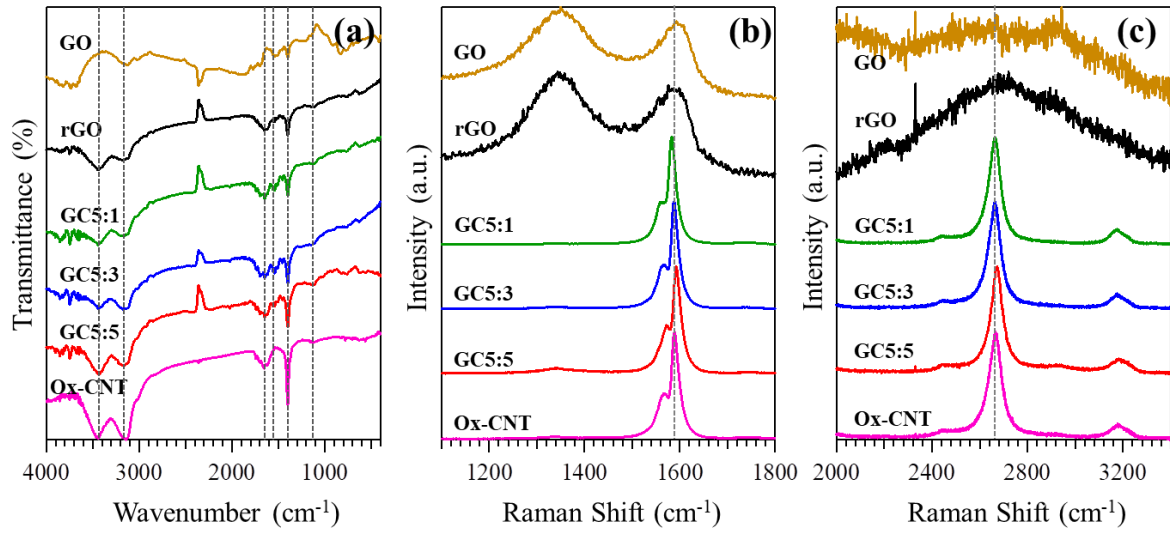 (a)
GO
rGO
GC5:1
GC5:3
GC5:5
Ox-CNT
Transmittance (%)
4000 3000 2000 1000
Wavenumber (cm-1)
(b)
GO
rGO
GC5:1
GC5:3
GC5:5
Ox-CNT
Intensity (a.u.)
1200 1400 1600 1800
Raman Shift (cm-1)
(c)
GO
rGO
GC5:1
GC5:3
GC5:5
Ox-CNT
Intensity (a.u.)
2000 2400 2800 3200
Raman Shift (cm-1)